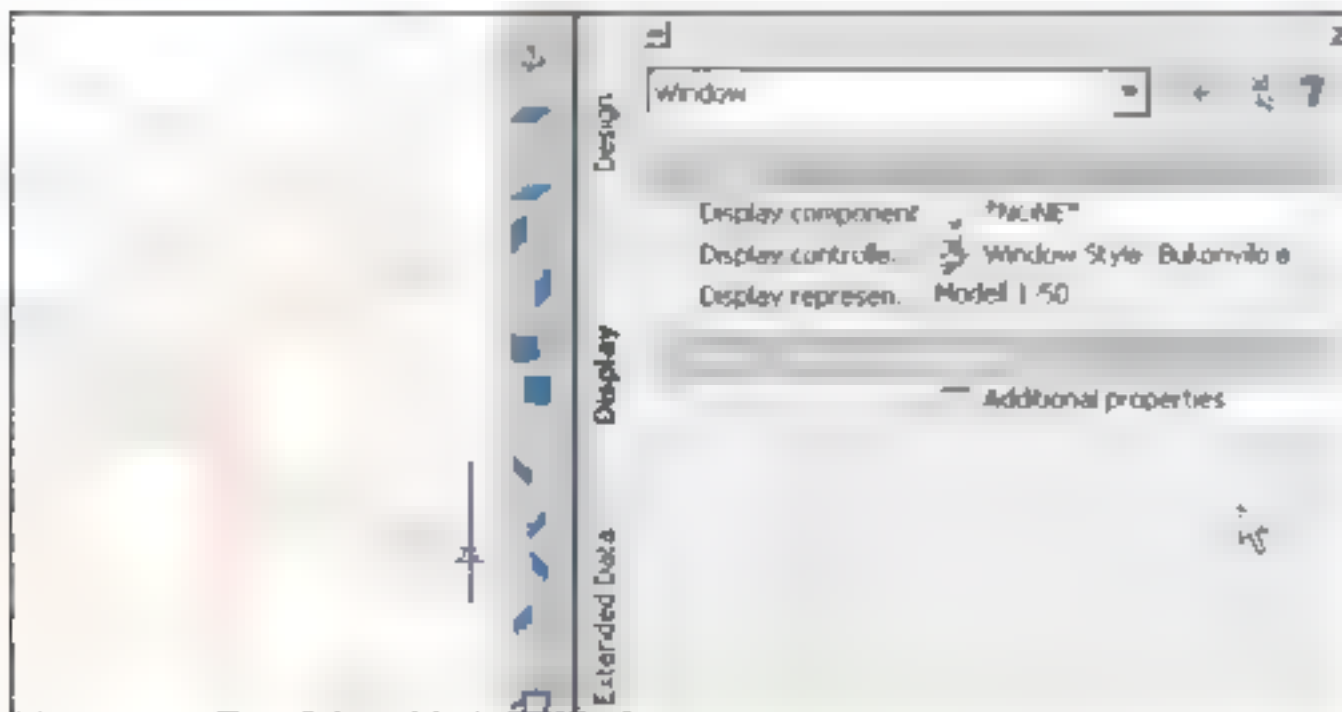 Window
Design
Display component *NONE*
Display controlle... Window Style
Display represen... Modell 1-50
Display
Additional properties
Extended Data